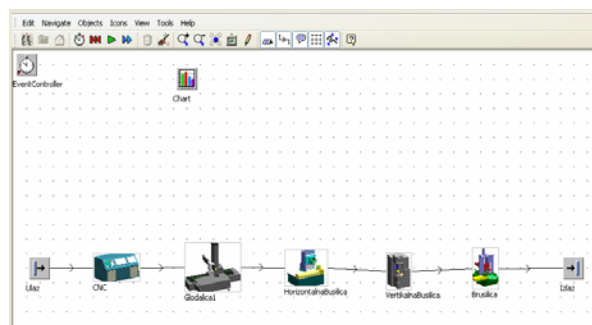 Edit Navigate Objects Icons View Tools Help
EventController
Chart
Ulaz
CNC
Glodalica1
HorizontalnaBusilica
VertikalnaBusilica
Brusilica
Izlaz